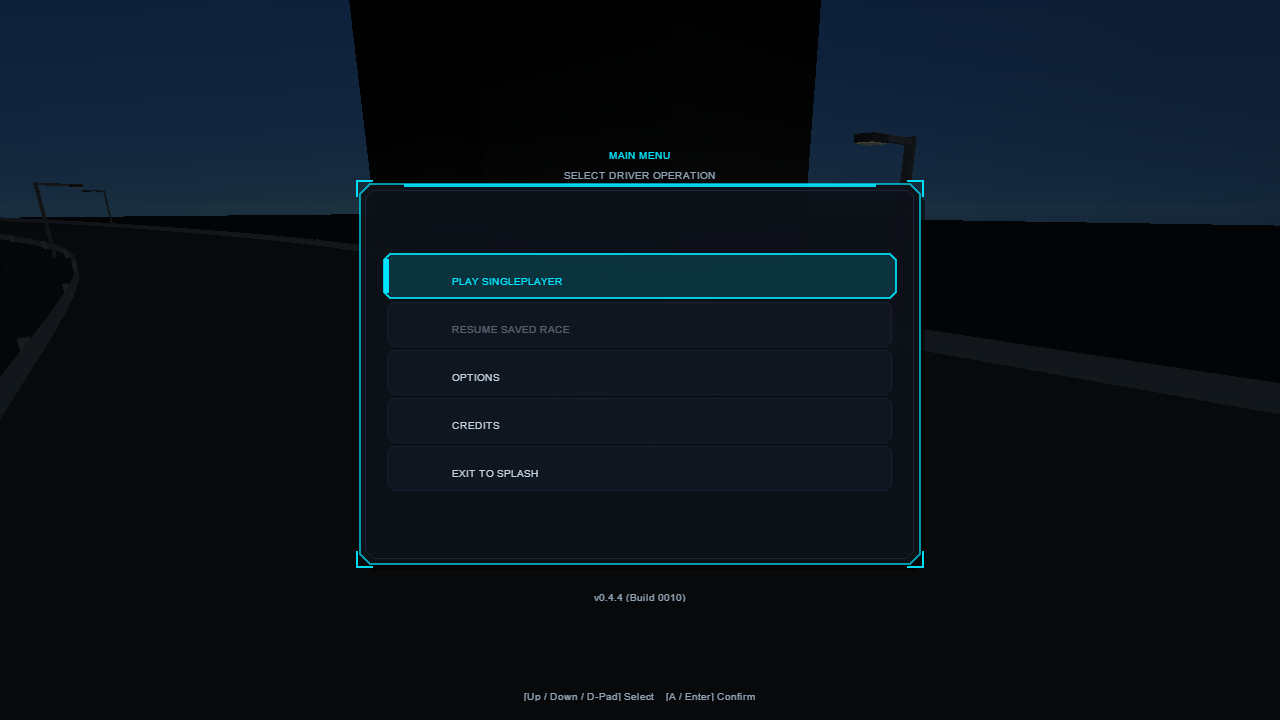 MAIN MENU
SELECT DRIVER OPERATION
PLAY SINGLEPLAYER
RESUME SAVED RACE
OPTIONS
CREDITS
EXIT TO SPLASH
v0.4.4 (Build 0010)
[Up / Down / D-Pad] Select [A / Enter] Confirm